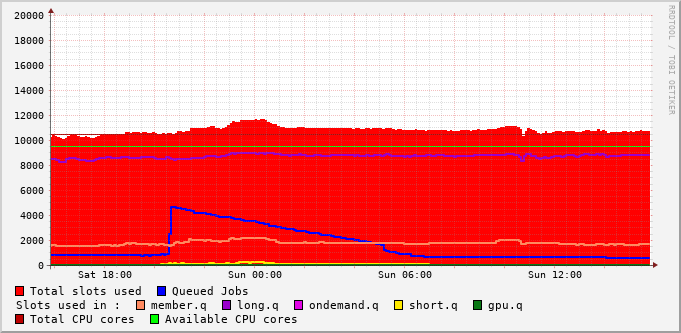 RRDTOOL / TOBI OETIKER
20000
18000
16000
14000
12000
10000
8000
6000
4000
2000
0
Sat 18:00 Sun 00:00 Sun 06:00 Sun 12:00
Total slots used Queued Jobs
Slots used in : member.q long.q ondemand.q short.q gpu.q
Total CPU cores Available CPU cores